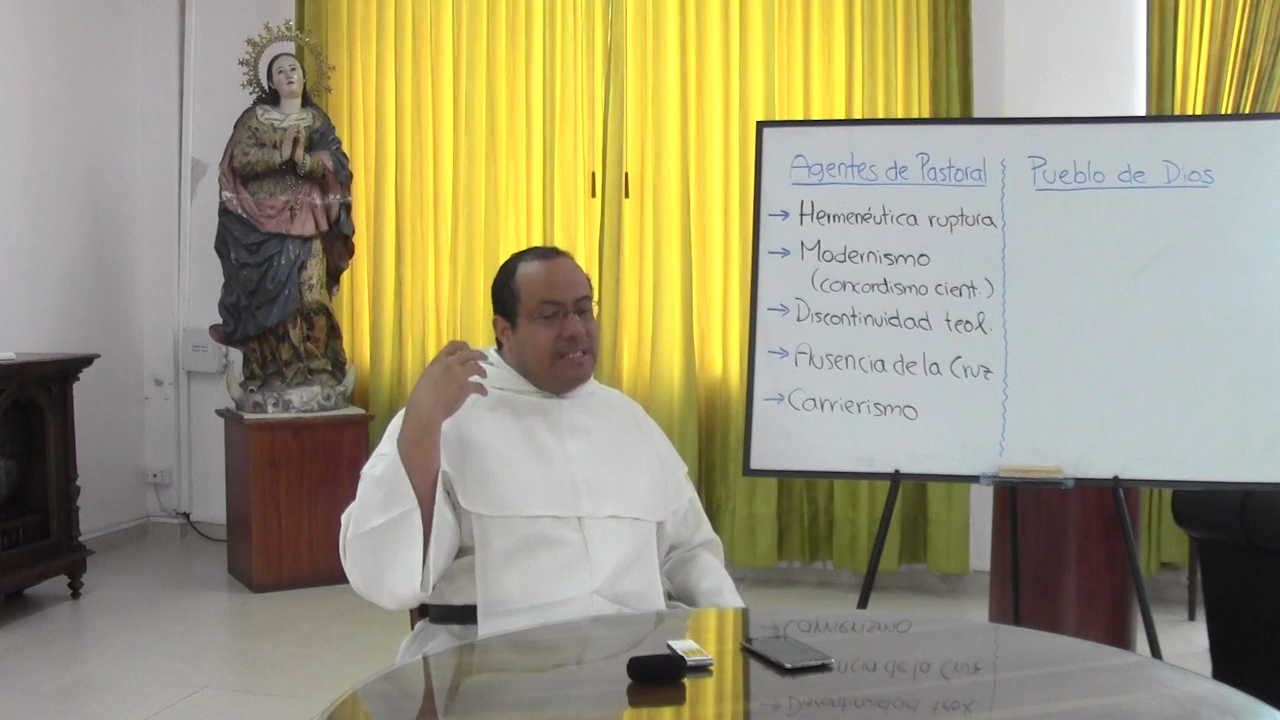 Agentes de Pastoral
→ Hermenéutica ruptura
→ Modernismo
(concordismo cient.)
→ Discontinuidad teol.
→ Ausencia de la Cruz
→ Carrierismo
Pueblo de Dios